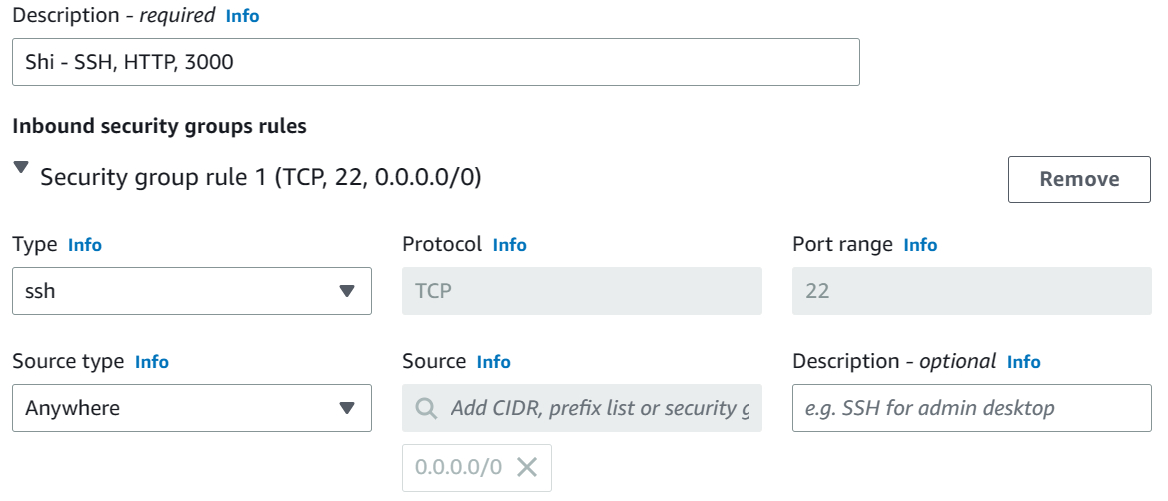 Description - required Info
Shi - SSH, HTTP, 3000
Inbound security groups rules
Security group rule 1 (TCP, 22, 0.0.0.0/0)
Remove
Type Info
Protocol Info
Port range Info
ssh
TCP
22
Source type Info
Source Info
Description - optional Info
Anywhere
Add CIDR, prefix list or security g
e.g. SSH for admin desktop
0.0.0.0/0